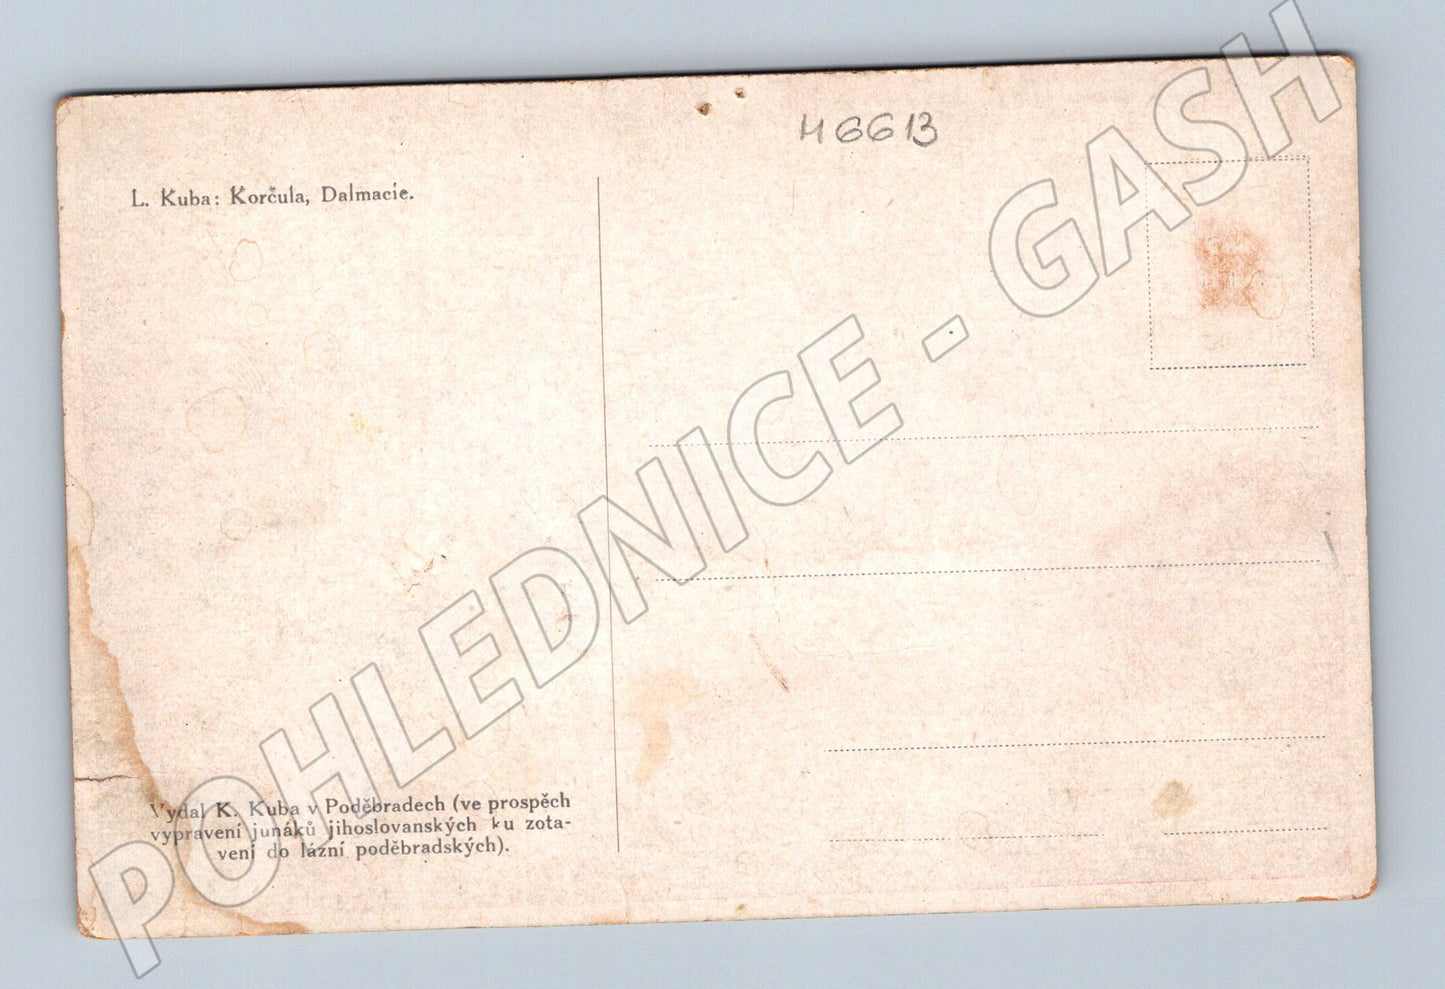 H6613
L. Kuba: Korčula, Dalmacie.
Vydal K. Kuba v Poděbradech (ve prospěch
vypravení junáků jihoslovanských ku zota-
vení do lázní poděbradských).
POHLEDNICE - GASH